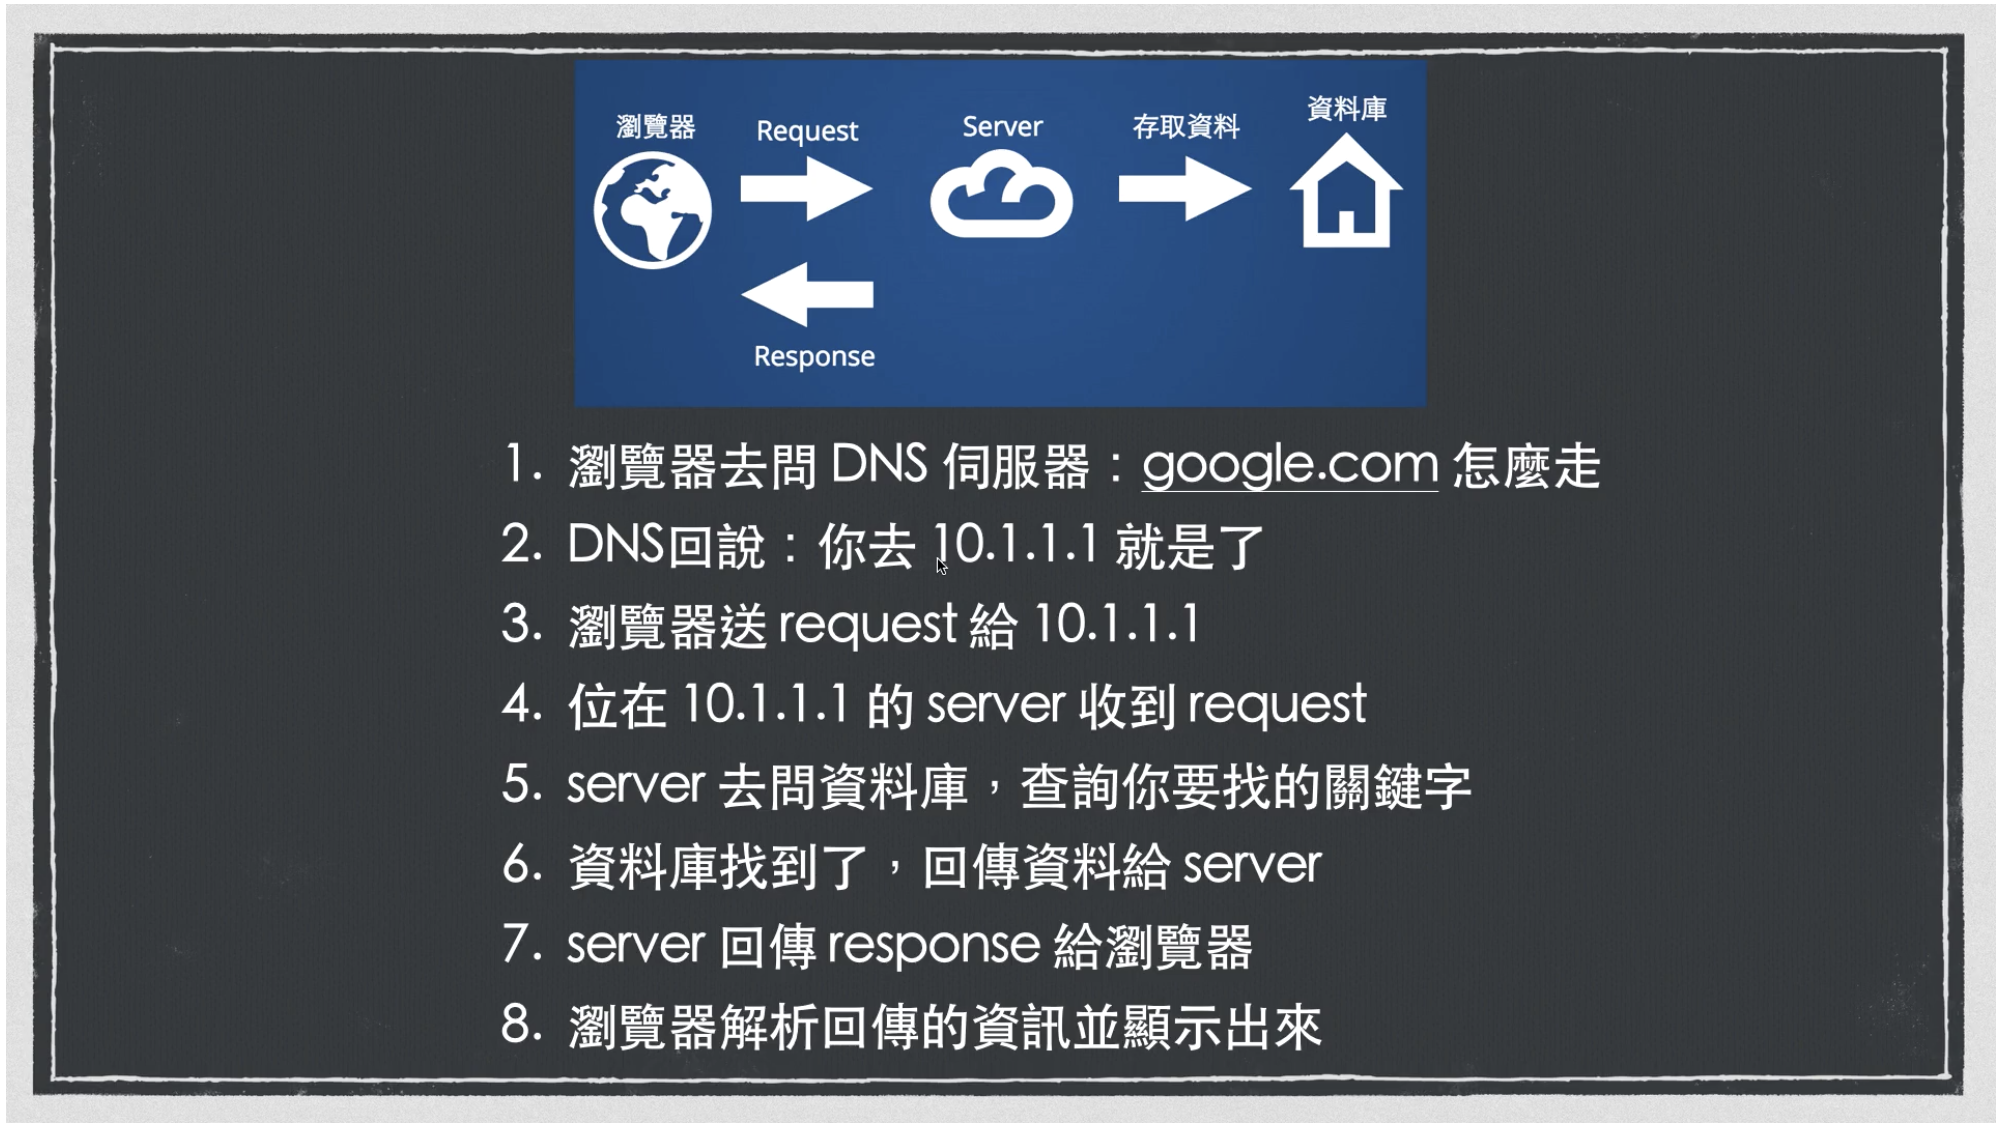 瀏覽器
Request
Server
存取資料
資料庫
Response
1. 瀏覽器去問 DNS 伺服器：google.com 怎麼走
2. DNS回說：你去 10.1.1.1 就是了
3. 瀏覽器送 request 給 10.1.1.1
4. 位在 10.1.1.1 的 server 收到 request
5. server 去問資料庫，查詢你要找的關鍵字
6. 資料庫找到了，回傳資料給 server
7. server 回傳 response 給瀏覽器
8. 瀏覽器解析回傳的資訊並顯示出來